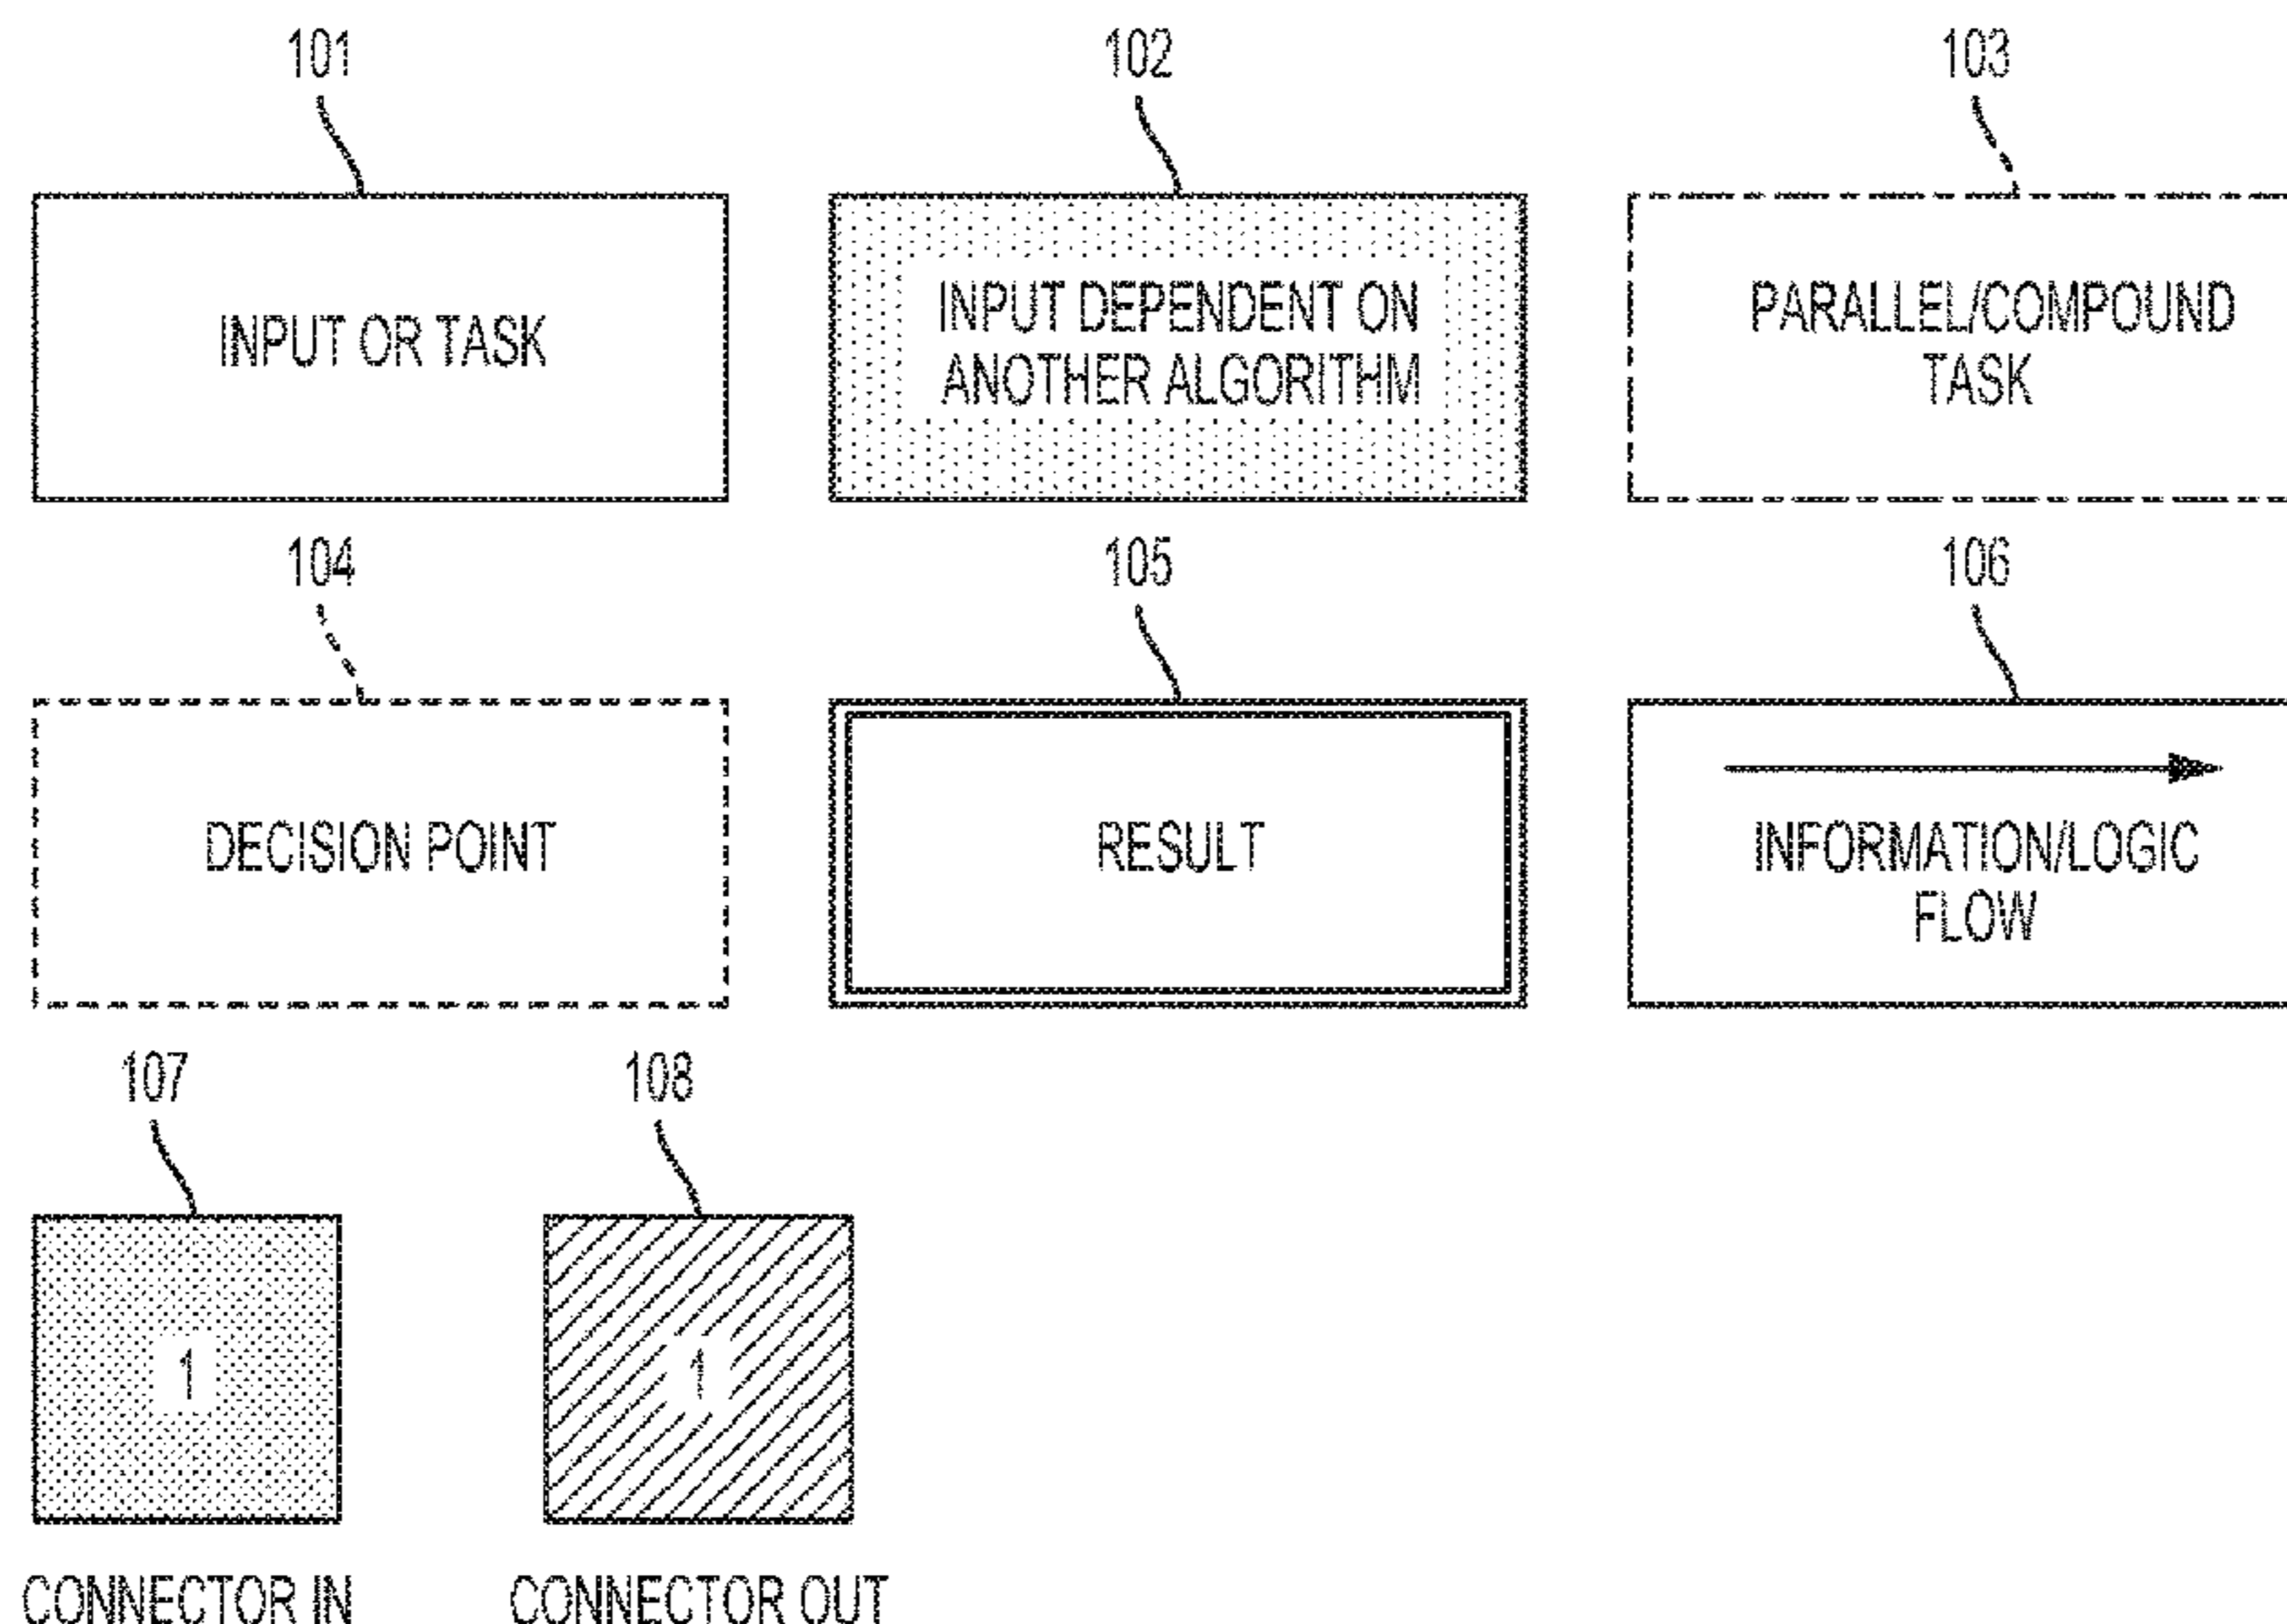 101
102
103
INPUT OR TASK
INPUT DEPENDENT ON
ANOTHER ALGORITHM
PARALLEL/COMPOUND
TASK
104
105
106
DECISION POINT
RESULT
INFORMATION/LOGIC
FLOW
107
108
1
1
CONNECTOR IN
CONNECTOR OUT